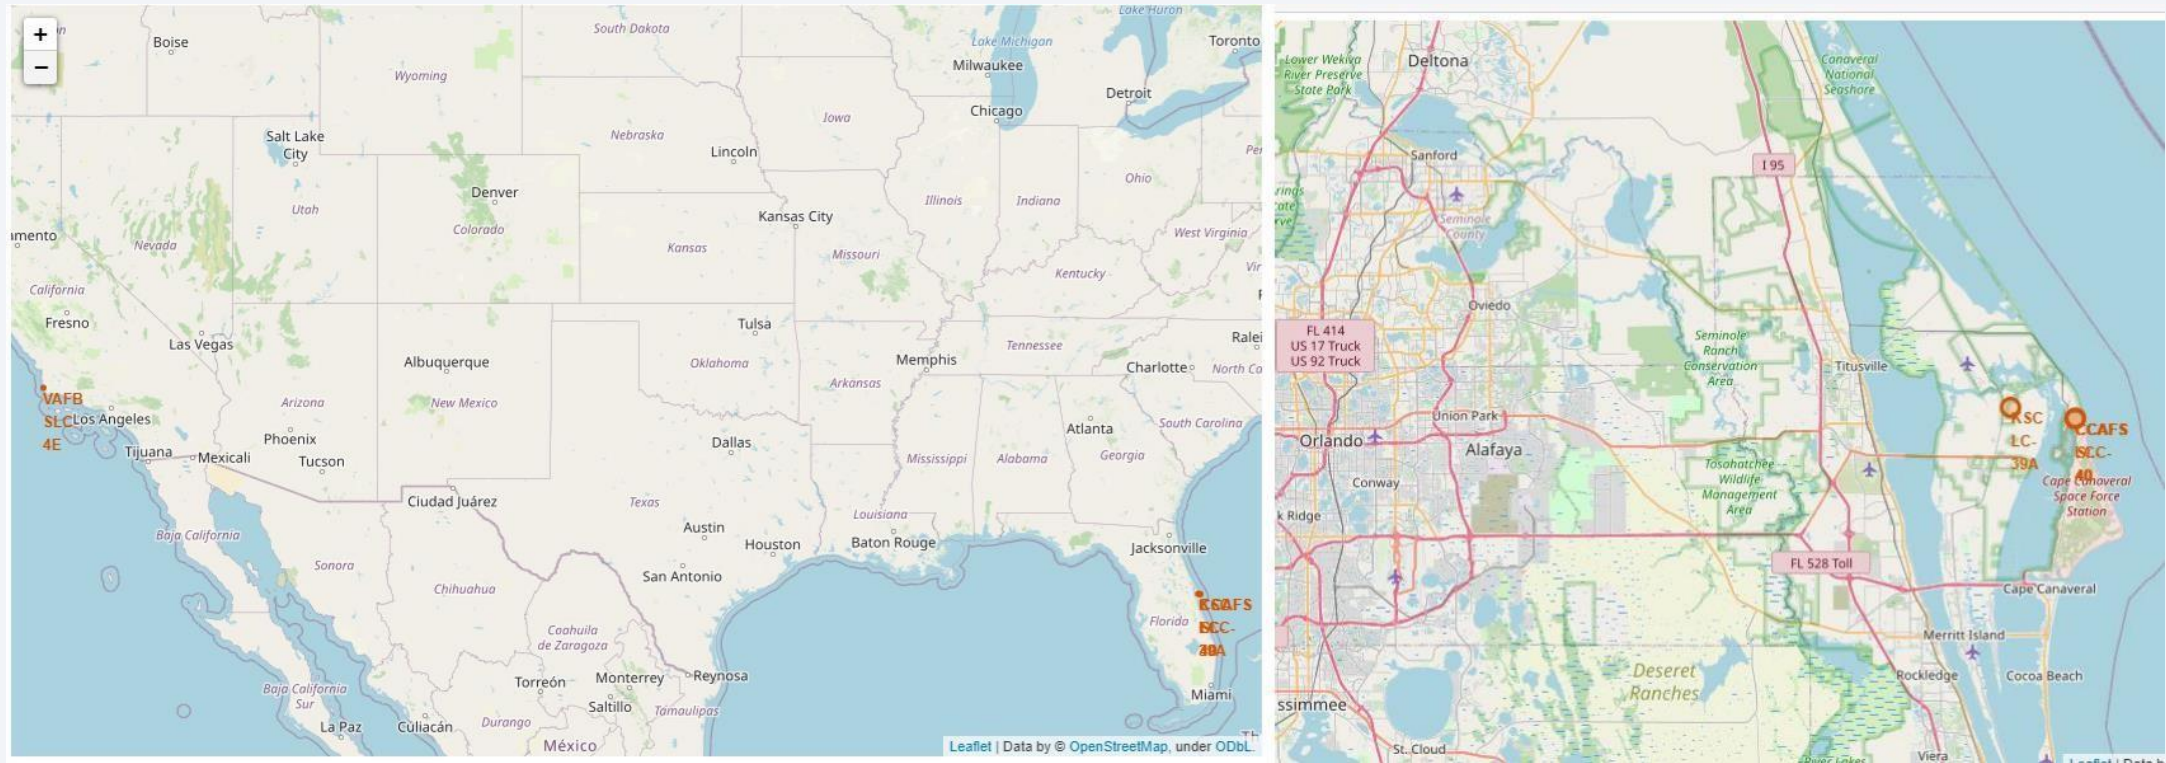 +
−
Boise
South Dakota
Lake Huron
Toronto
Lake Michigan
Milwaukee
Wyoming
Detroit
Chicago
Iowa
Salt Lake
City
Nebraska
Lincoln
Ohio
Denver
Utah
Illinois
Indiana
Kansas City
Colorado
Nevada
Kansas
Missouri
West Virginia
amento
Kentucky
California
Fresno
Las Vegas
Tulsa
Albuquerque
Oklahoma
Memphis
Tennessee
Charlotte
North Ca
Ralei
Arkansas
VAFB
SLC-
4E
Los Angeles
Arizona
New Mexico
Phoenix
Tucson
Tijuana
Mexicali
Dallas
Atlanta
South Carolina
Mississippi
Alabama
Georgia
Ciudad Juárez
Texas
Louisiana
Austin
Houston
Baton Rouge
Jacksonville
Baja California
Sonora
Chihuahua
San Antonio
Florida
Coahuila
de Zaragoza
Torreón
Monterrey
Reynosa
Saltillo
Miami
Baja California
Sur
La Paz
Culiacán
Durango
Tamaulipas
México
Leaflet | Data by © OpenStreetMap, under ODbL.
Lower Wekiva
River Preserve
State Park
Deltona
Canaveral
National
Seashore
Sanford
I 95
Seminole
County
Oviedo
FL 414
US 17 Truck
US 92 Truck
Seminole
Ranch
Conservation
Area
Titusville
Union Park
Orlando
Alafaya
KSC
LC-
39A
CCAFS
Cape Canaveral
Space Force
Station
Tosohatchee
Wildlife
Management
Area
Conway
k Ridge
FL 528 Toll
Cape Canaveral
Merritt Island
Deseret
Ranches
Rockledge
Cocoa Beach
ssimmee
St. Cloud
Viera